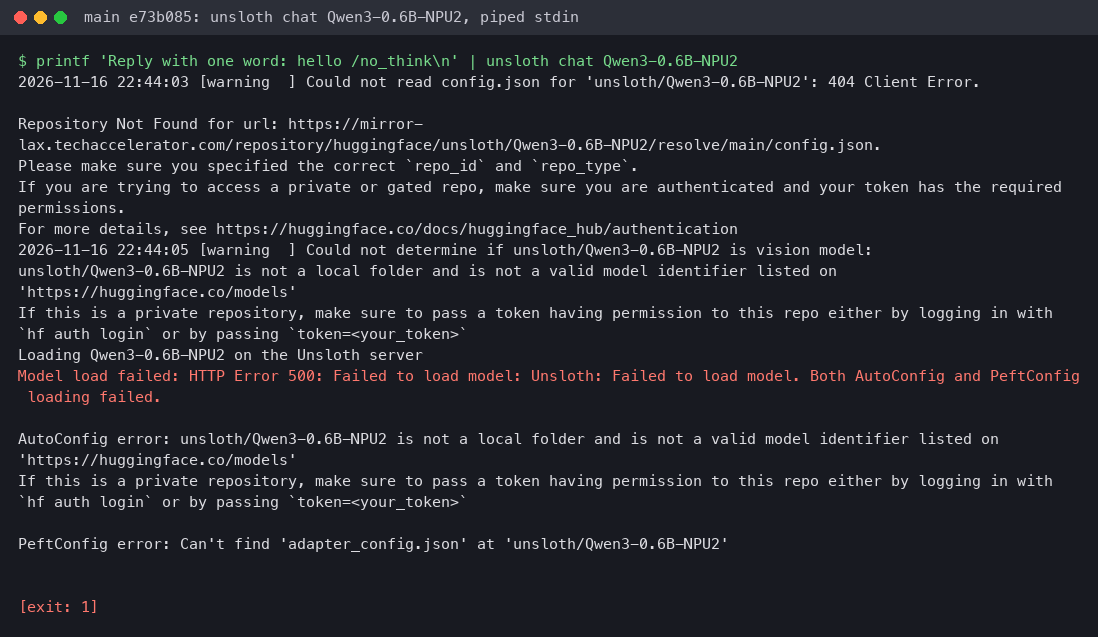 main e73b085: unsloth chat Qwen3-0.6B-NPU2, piped stdin
$ printf 'Reply with one word: hello /no_think\n' | unsloth chat Qwen3-0.6B-NPU2
2026-11-16 22:44:03 [warning  ] Could not read config.json for 'unsloth/Qwen3-0.6B-NPU2': 404 Client Error.
Repository Not Found for url: https://mirror-
lax.techaccelerator.com/repository/huggingface/unsloth/Qwen3-0.6B-NPU2/resolve/main/config.json.
Please make sure you specified the correct `repo_id` and `repo_type`.
If you are trying to access a private or gated repo, make sure you are authenticated and your token has the required
permissions.
For more details, see https://huggingface.co/docs/huggingface_hub/authentication
2026-11-16 22:44:05 [warning  ] Could not determine if unsloth/Qwen3-0.6B-NPU2 is vision model:
unsloth/Qwen3-0.6B-NPU2 is not a local folder and is not a valid model identifier listed on
'https://huggingface.co/models'
If this is a private repository, make sure to pass a token having permission to this repo either by logging in with
`hf auth login` or by passing `token=<your_token>`
Loading Qwen3-0.6B-NPU2 on the Unsloth server
Model load failed: HTTP Error 500: Failed to load model: Unsloth: Failed to load model. Both AutoConfig and PeftConfig
loading failed.
AutoConfig error: unsloth/Qwen3-0.6B-NPU2 is not a local folder and is not a valid model identifier listed on
'https://huggingface.co/models'
If this is a private repository, make sure to pass a token having permission to this repo either by logging in with
`hf auth login` or by passing `token=<your_token>`
PeftConfig error: Can't find 'adapter_config.json' at 'unsloth/Qwen3-0.6B-NPU2'
[exit: 1]